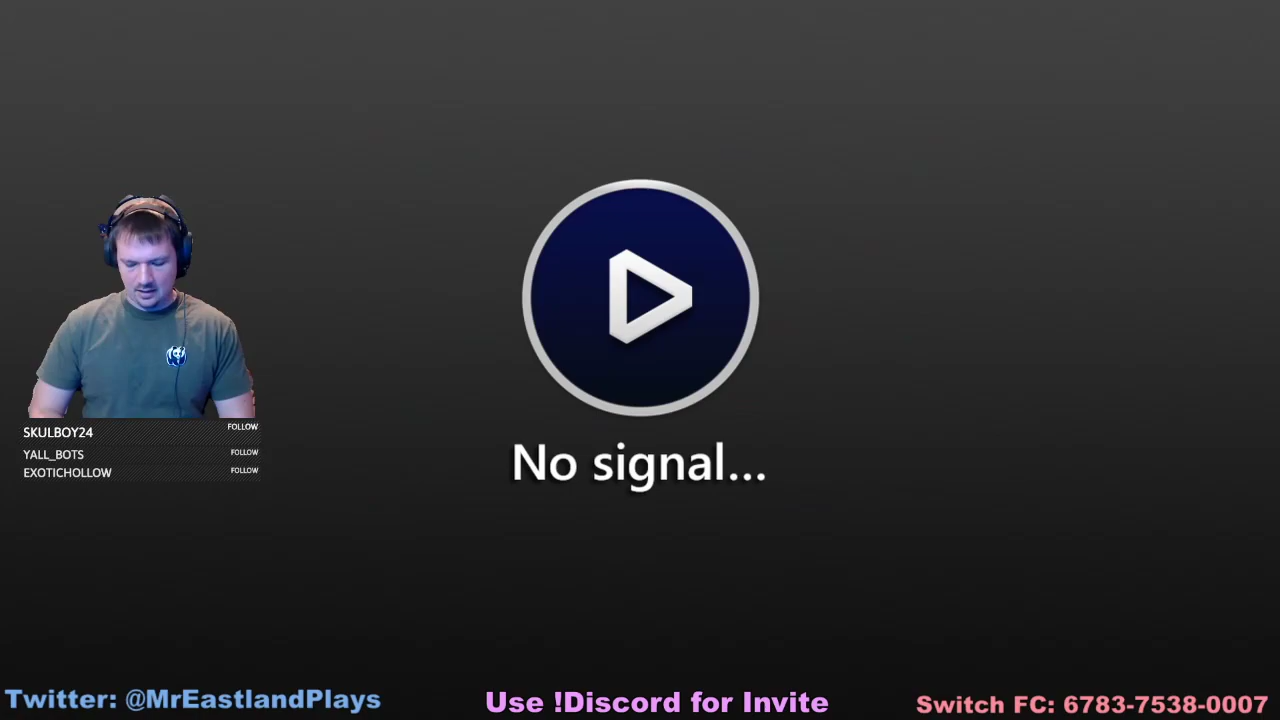 No signal...
SKULBOY24 FOLLOW
YALL_BOTS FOLLOW
EXOTICHOLLOW FOLLOW
Twitter: @MrEastlandPlays
Use !Discord for Invite
Switch FC: 6783-7538-0007